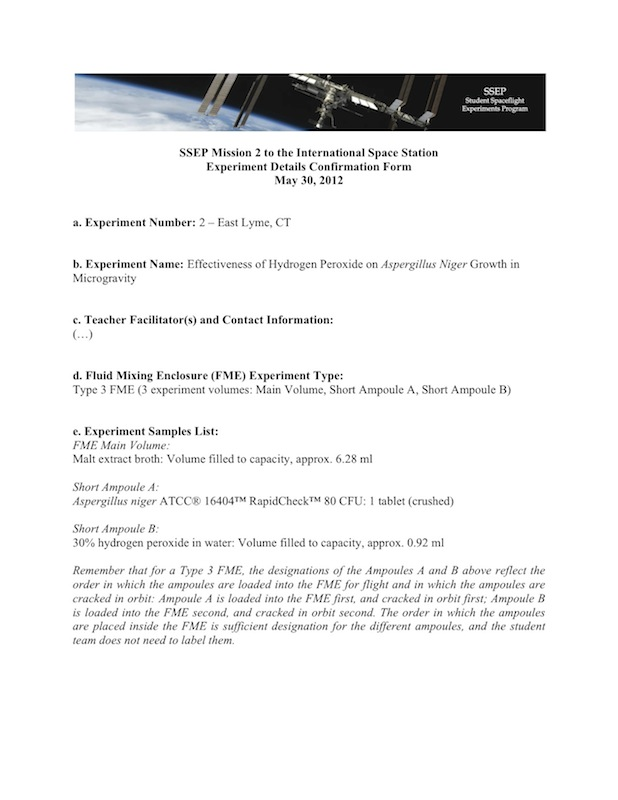 SSEP
Student Spaceflight
Experiments Program
SSEP Mission 2 to the International Space Station
Experiment Details Confirmation Form
May 30, 2012
a. Experiment Number: 2 – East Lyme, CT
b. Experiment Name: Effectiveness of Hydrogen Peroxide on Aspergillus Niger Growth in
Microgravity
c. Teacher Facilitator(s) and Contact Information:
(…)
d. Fluid Mixing Enclosure (FME) Experiment Type:
Type 3 FME (3 experiment volumes: Main Volume, Short Ampoule A, Short Ampoule B)
e. Experiment Samples List:
FME Main Volume:
Malt extract broth: Volume filled to capacity, approx. 6.28 ml
Short Ampoule A:
Aspergillus niger ATCC® 16404™ RapidCheck™ 80 CFU: 1 tablet (crushed)
Short Ampoule B:
30% hydrogen peroxide in water: Volume filled to capacity, approx. 0.92 ml
Remember that for a Type 3 FME, the designations of the Ampoules A and B above reflect the
order in which the ampoules are loaded into the FME for flight and in which the ampoules are
cracked in orbit: Ampoule A is loaded into the FME first, and cracked in orbit first; Ampoule B
is loaded into the FME second, and cracked in orbit second. The order in which the ampoules
are placed inside the FME is sufficient designation for the different ampoules, and the student
team does not need to label them.